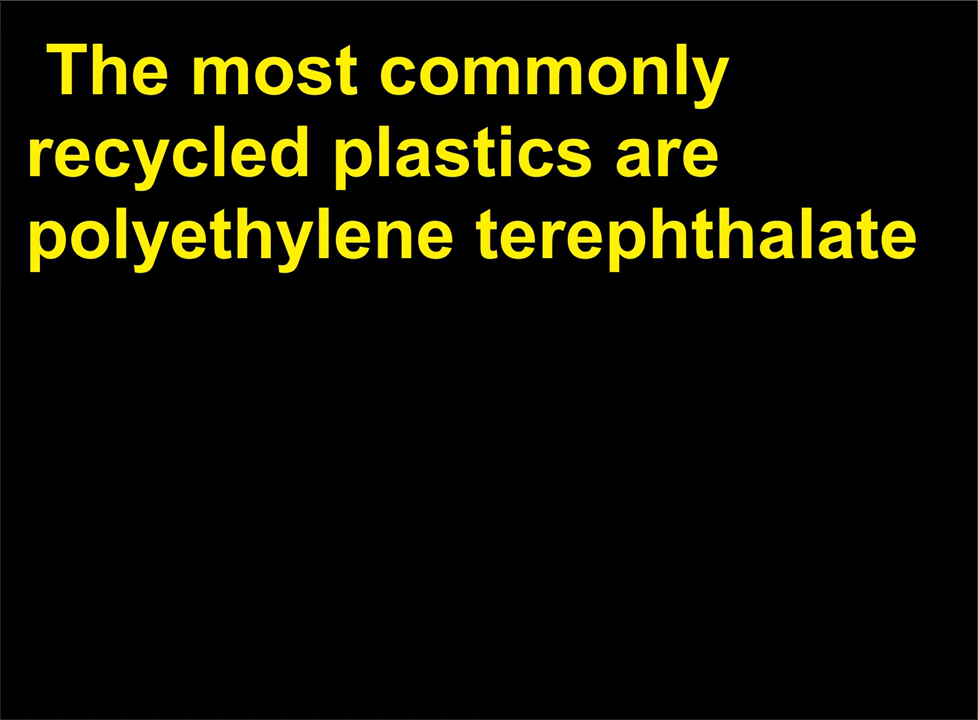 The most commonly
recycled plastics are
polyethylene terephthalate